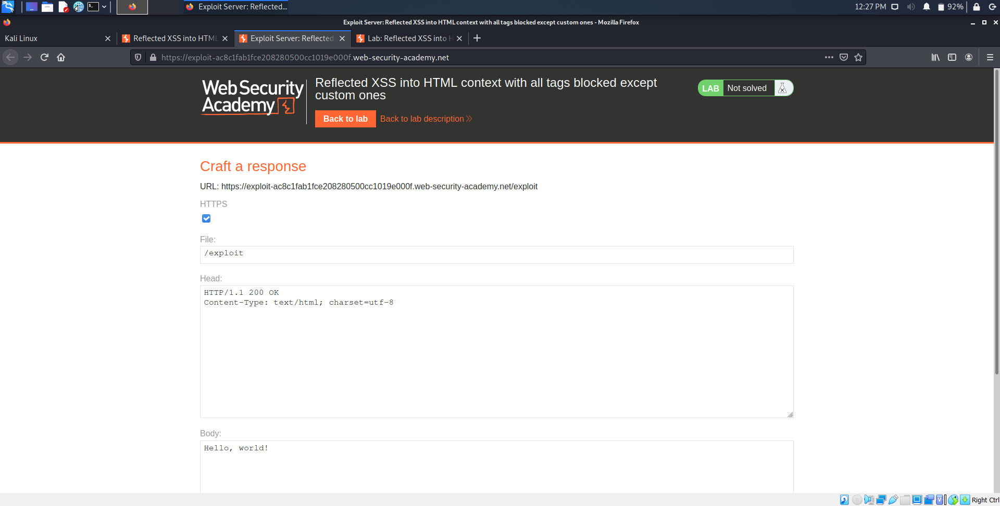 Exploit Server: Reflected...
12:27 PM
92%
Exploit Server: Reflected XSS into HTML context with all tags blocked except custom ones - Mozilla Firefox
Kali Linux
Reflected XSS into HTML
Exploit Server: Reflected
Lab: Reflected XSS into H
https://exploit-ac8c1fab1fce208280500cc1019e000f.web-security-academy.net
Web Security
Academy
Reflected XSS into HTML context with all tags blocked except
custom ones
LAB Not solved
Back to lab
Back to lab description
Craft a response
URL: https://exploit-ac8c1fab1fce208280500cc1019e000f.web-security-academy.net/exploit
HTTPS
File:
/exploit
Head:
HTTP/1.1 200 OK
Content-Type: text/html; charset=utf-8
Body:
Hello, world!
Right Ctrl